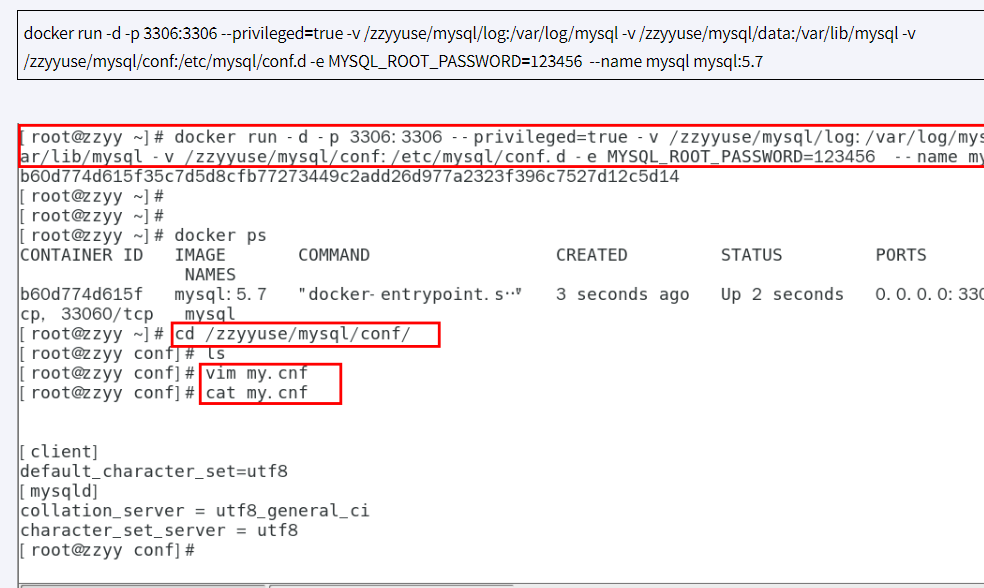 docker run -d -p 3306:3306 --privileged=true -v /zzyyuse/mysql/log:/var/log/mysql -v /zzyyuse/mysql/data:/var/lib/mysql -v
/zzyyuse/mysql/conf:/etc/mysql/conf.d -e MYSQL_ROOT_PASSWORD=123456 --name mysql mysql:5.7
[root@zzyy ~]# docker run -d -p 3306:3306 --privileged=true -v /zzyyuse/mysql/log:/var/log/mys
ar/lib/mysql -v /zzyyuse/mysql/conf:/etc/mysql/conf.d -e MYSQL_ROOT_PASSWORD=123456 --name my
b60d774d615f35c7d5d8cfb77273449c2add26d977a2323f396c7527d12c5d14
[root@zzyy ~]#
[root@zzyy ~]#
[root@zzyy ~]# docker ps
CONTAINER ID IMAGE COMMAND CREATED STATUS PORTS
NAMES
b60d774d615f mysql:5.7 "docker-entrypoint.s…" 3 seconds ago Up 2 seconds 0.0.0.0:330
cp, 33060/tcp mysql
[root@zzyy ~]# cd /zzyyuse/mysql/conf/
[root@zzyy conf]# ls
[root@zzyy conf]# vim my.cnf
[root@zzyy conf]# cat my.cnf
[client]
default_character_set=utf8
[mysqld]
collation_server = utf8_general_ci
character_set_server = utf8
[root@zzyy conf]#